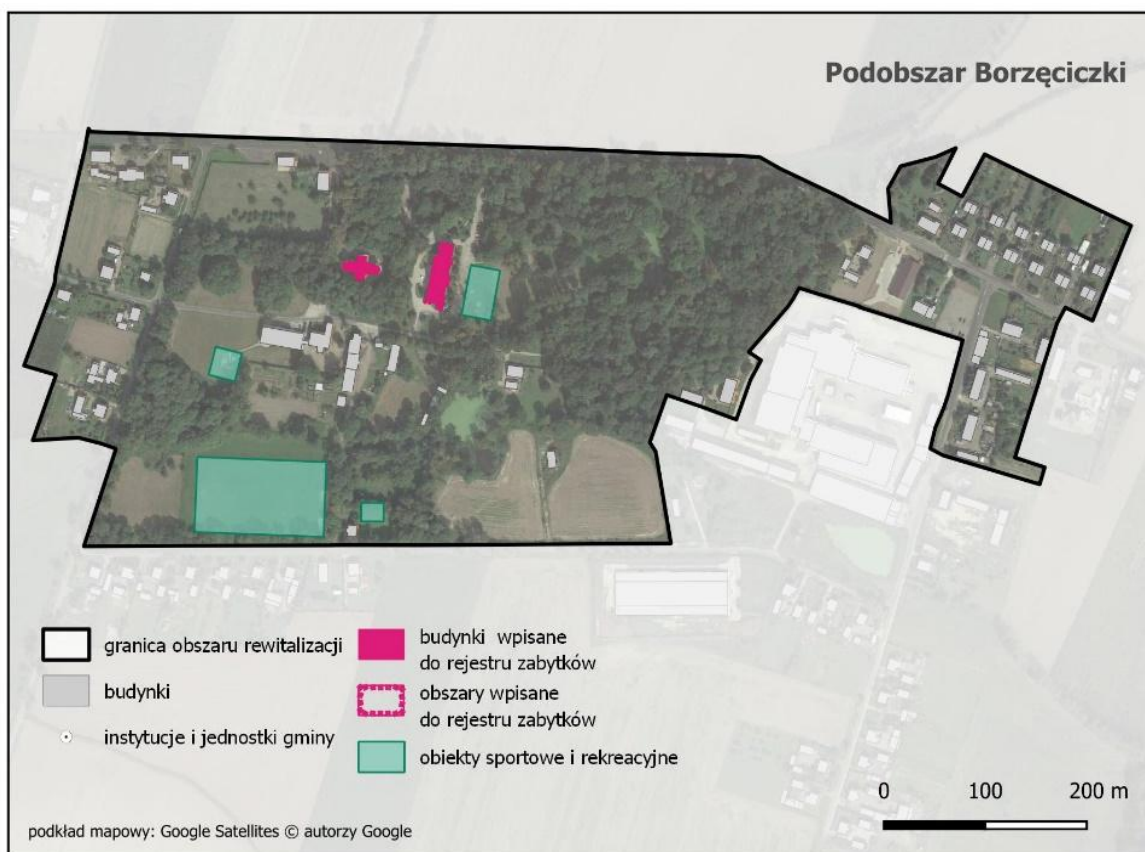 Podobszar Borzęciczki
granica obszaru rewitalizacji
budynki
instytucje i jednostki gminy
budynki wpisane
do rejestru zabytków
obszary wpisane
do rejestru zabytków
obiekty sportowe i rekreacyjne
0 100 200 m
podkład mapowy: Google Satellites © autorzy Google